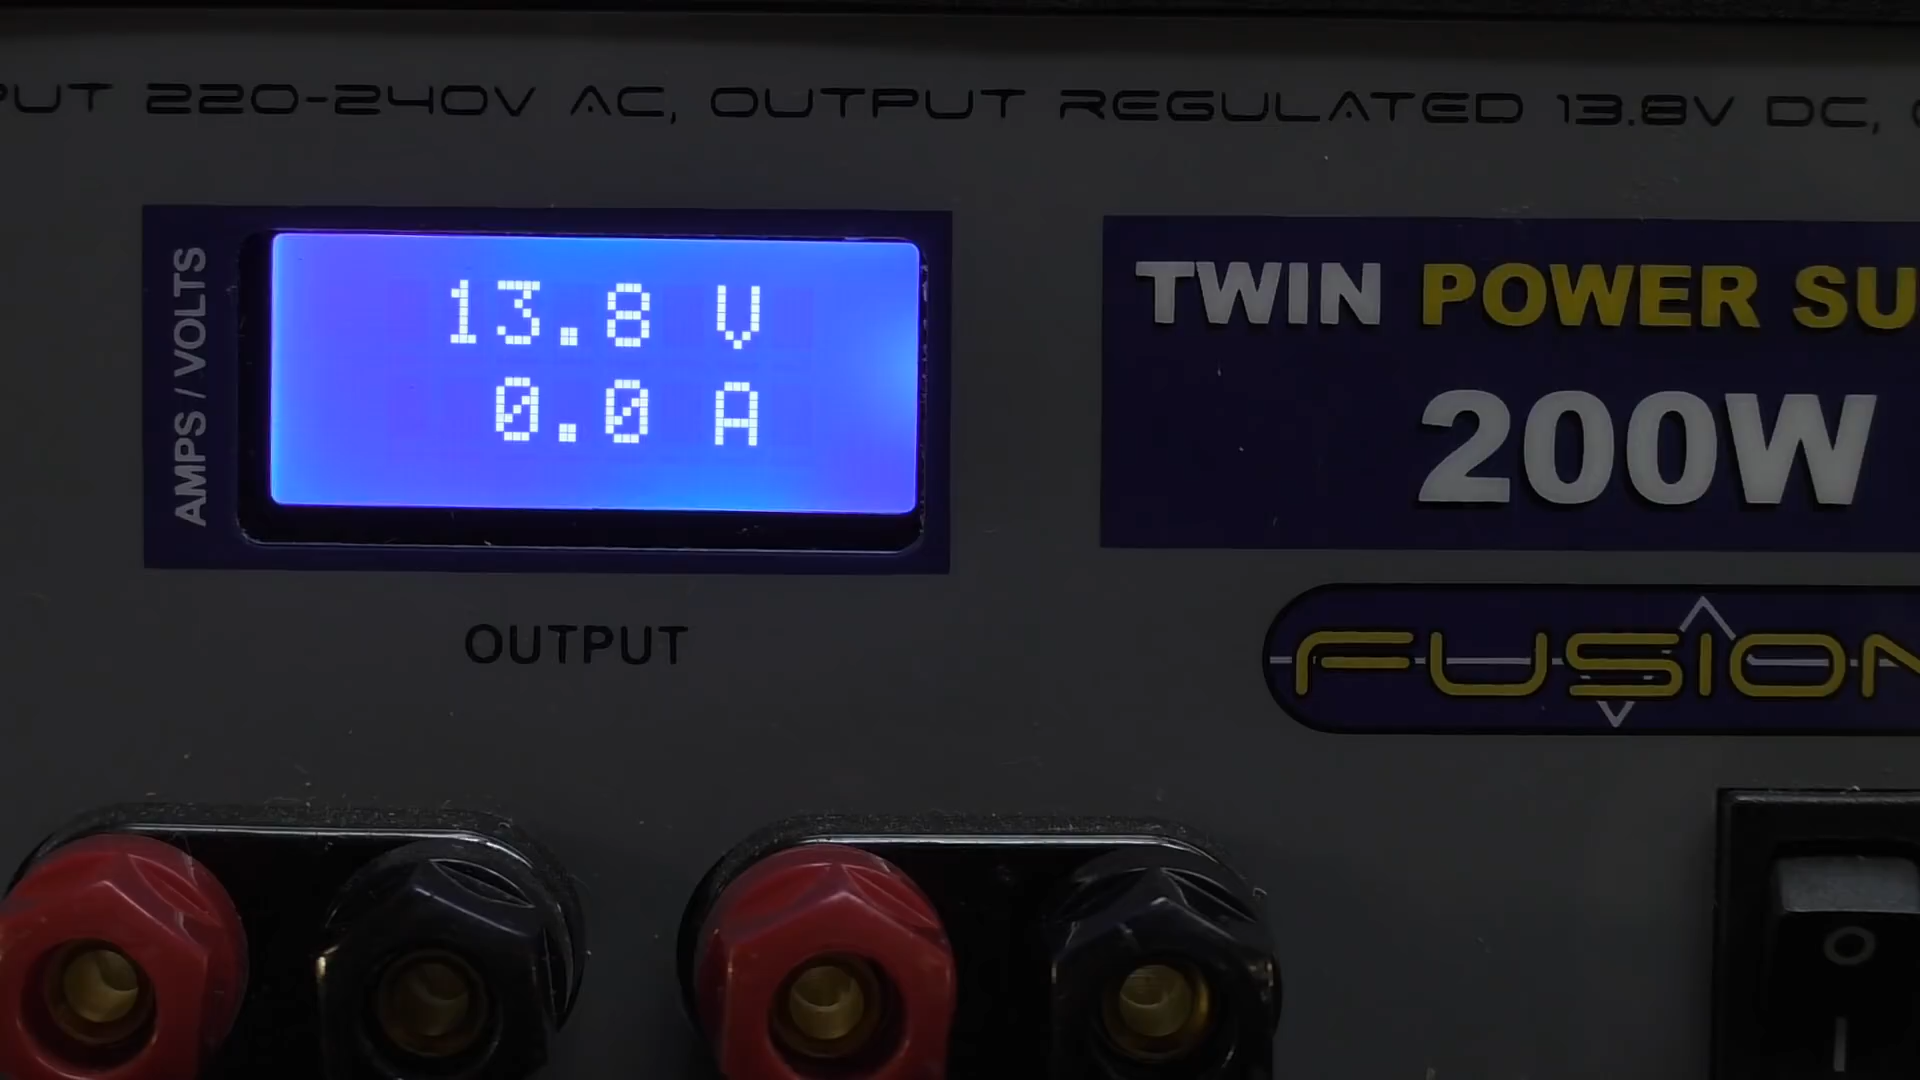 PUT 220-240V AC, OUTPUT REGULATED 13.8V DC,
AMPS / VOLTS
13.8 V
0.0 A
TWIN POWER SU
200W
OUTPUT
FUSION
O
I